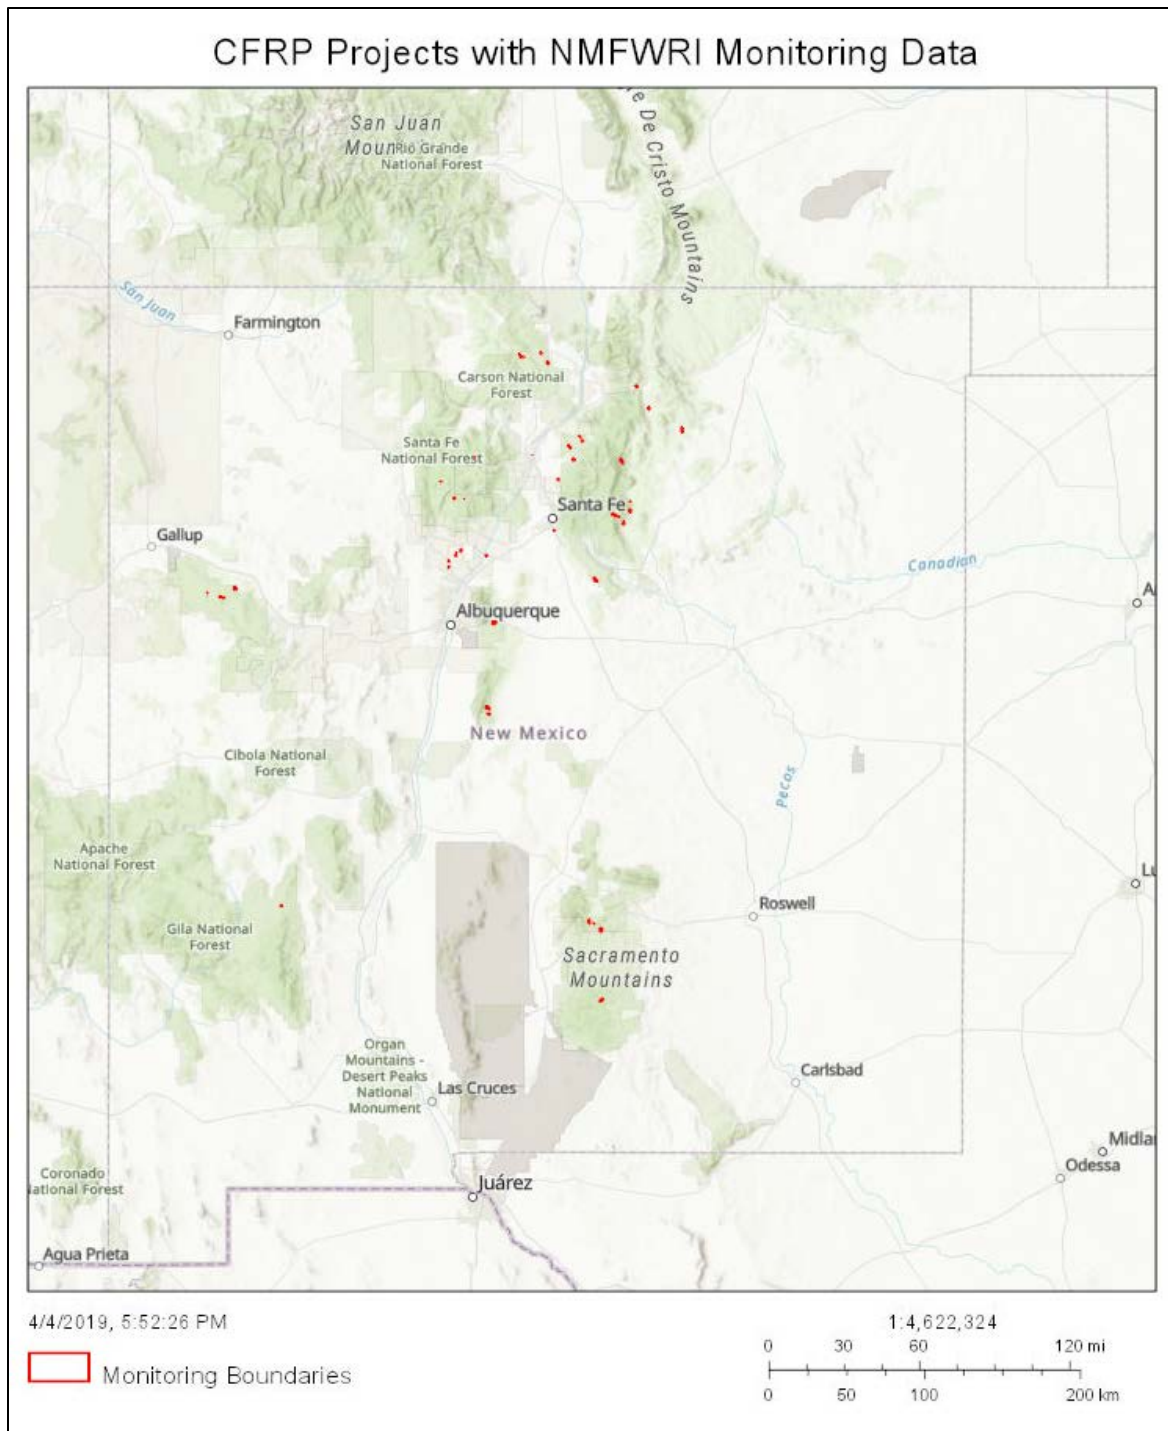 CFRP Projects with NMFWRI Monitoring Data
San Juan
Moun
Rio Grande
National Forest
re De Cristo Mountains
San Juan
Farmington
Carson National
Forest
Santa Fe
National Forest
Santa Fe
Gallup
Canadian
Albuquerque
A
New Mexico
Cibola National
Forest
Pecos
Apache
National Forest
Lu
Roswell
Gila National
Forest
Sacramento
Mountains
Organ
Mountains -
Desert Peaks
National
Monument
Las Cruces
Carlsbad
Midla
Odessa
Coronado
National Forest
Juárez
Agua Prieta
4/4/2019, 5:52:26 PM
1:4,622,324
0 30 60 120 mi
Monitoring Boundaries
0 50 100 200 km